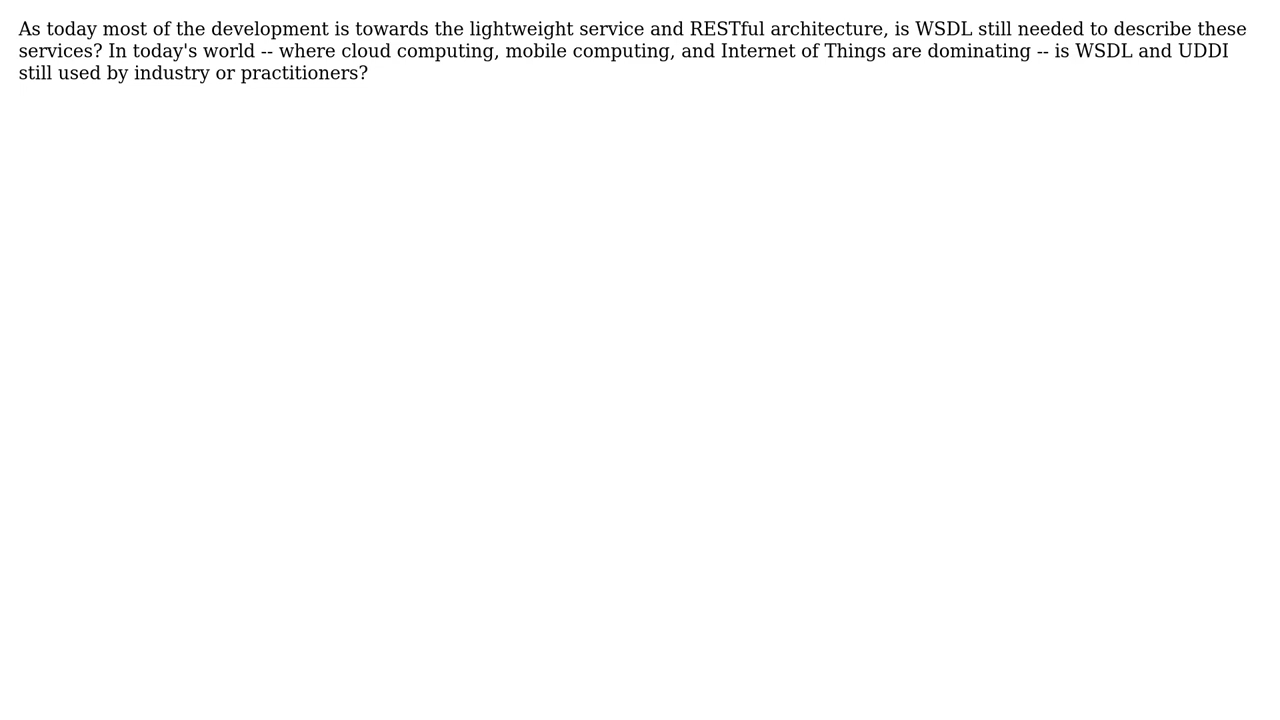 As today most of the development is towards the lightweight service and RESTful architecture, is WSDL still needed to describe these
services? In today's world -- where cloud computing, mobile computing, and Internet of Things are dominating -- is WSDL and UDDI
still used by industry or practitioners?